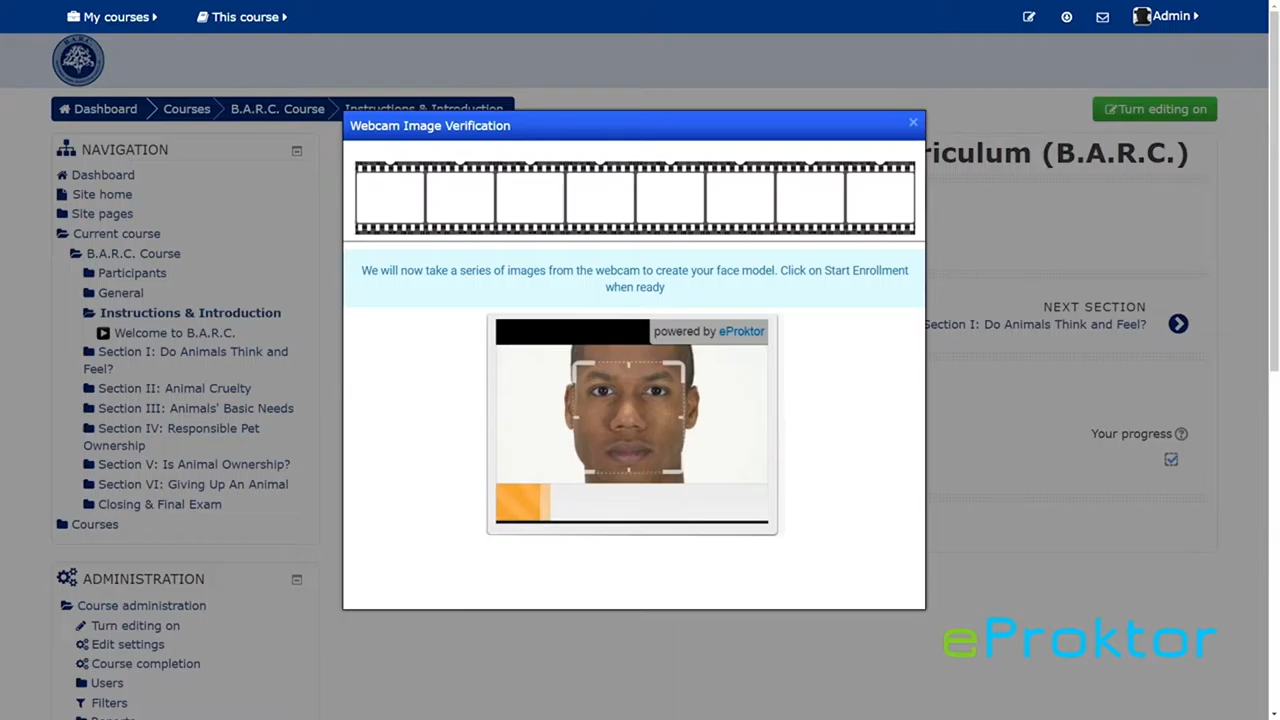 My courses
This course
Admin
Dashboard
Courses
B.A.R.C. Course
Instructions & Introduction
Turn editing on
NAVIGATION
Dashboard
Site home
Site pages
Current course
B.A.R.C. Course
Participants
General
Instructions & Introduction
Welcome to B.A.R.C.
Section I: Do Animals Think and
Feel?
Section II: Animal Cruelty
Section III: Animals' Basic Needs
Section IV: Responsible Pet
Ownership
Section V: Is Animal Ownership?
Section VI: Giving Up An Animal
Closing & Final Exam
Courses
ADMINISTRATION
Course administration
Turn editing on
Edit settings
Course completion
Users
Filters
Webcam Image Verification
We will now take a series of images from the webcam to create your face model. Click on Start Enrollment
when ready
powered by eProktor
riculum (B.A.R.C.)
NEXT SECTION
Section I: Do Animals Think and Feel?
Your progress
eProktor